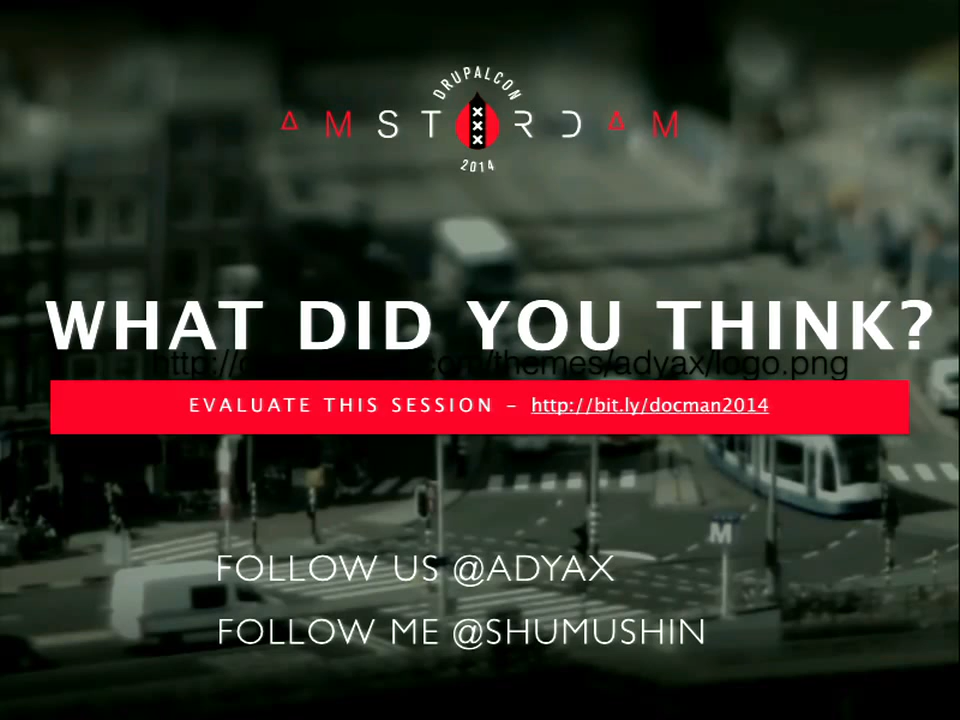 DRUPALCON
AMSTERDAM
2014
WHAT DID YOU THINK?
com/themes/adyax/logo.png
EVALUATE THIS SESSION – http://bit.ly/docman2014
M
FOLLOW US @ADYAX
FOLLOW ME @SHUMUSHIN